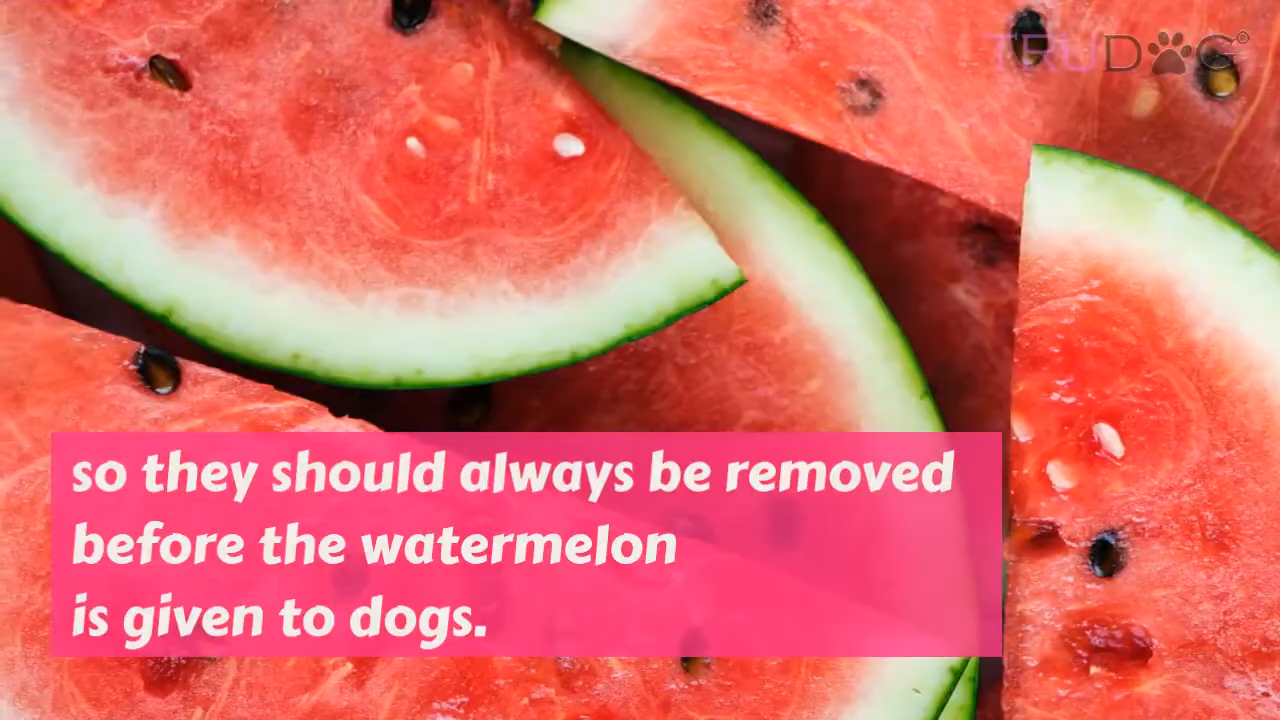 TRUDOG®
so they should always be removed
before the watermelon
is given to dogs.